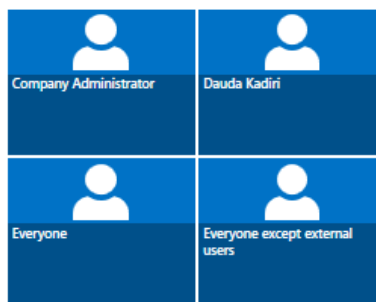 Company Administrator
Dauda Kadiri
Everyone
Everyone except external
users